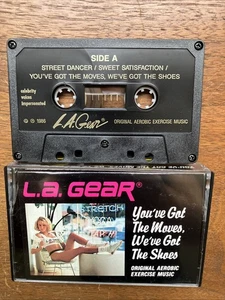 SIDE A
STREET DANCER / SWEET SATISFACTION /
YOU'VE GOT THE MOVES, WE'VE GOT THE SHOES
celebrity
voices
impersonated
℗ 1986
L.A. Gear
ORIGINAL AEROBIC EXERCISE MUSIC
L.A. GEAR®
You've Got
The Moves,
We've Got
The Shoes
ORIGINAL AEROBIC
EXERCISE MUSIC
STRETCH